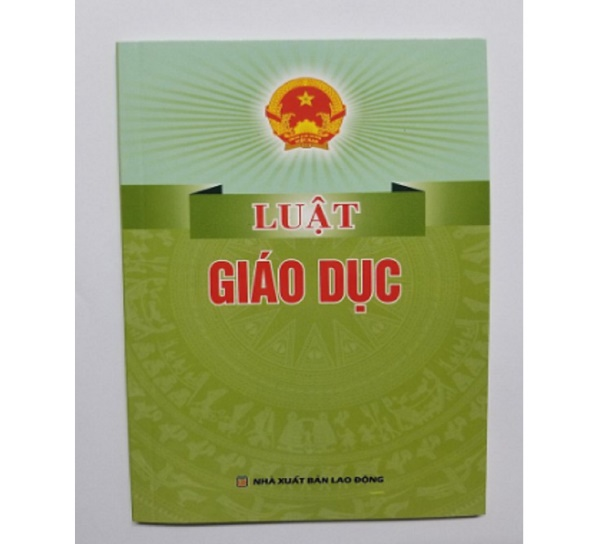 LUẬT
GIÁO DỤC
NHÀ XUẤT BẢN LAO ĐỘNG